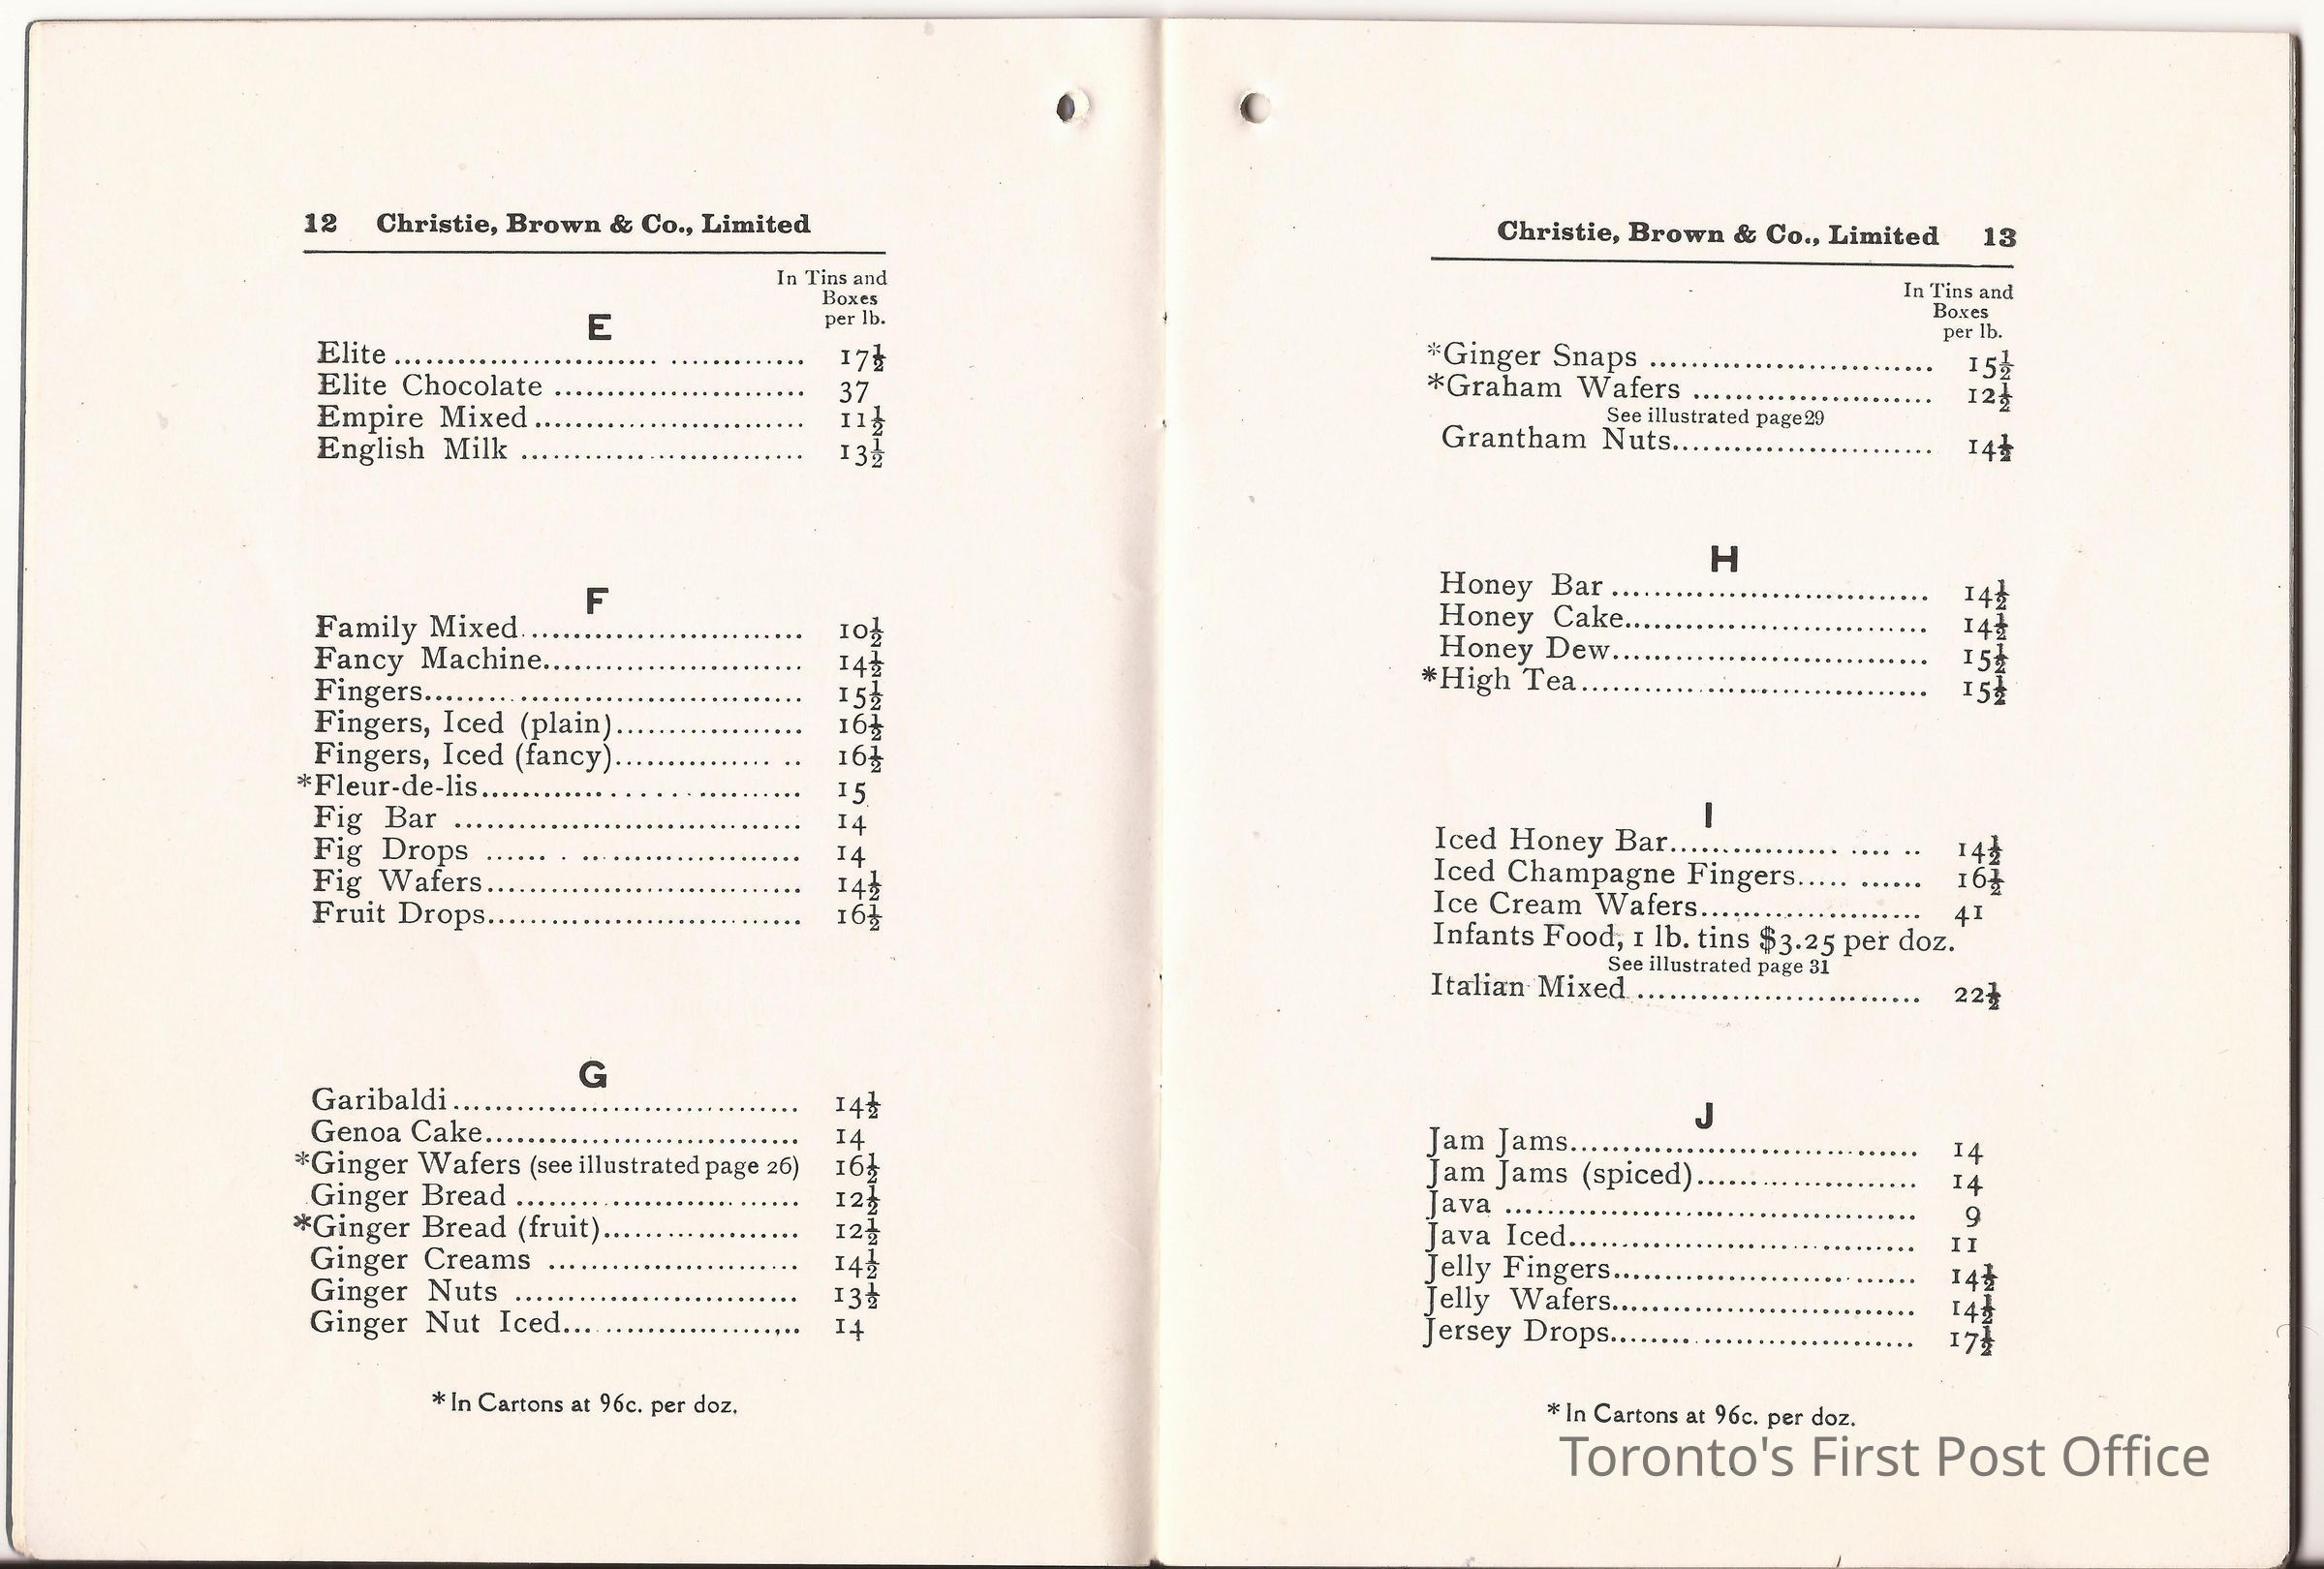 12 Christie, Brown & Co., Limited
In Tins and
Boxes
per lb.
E
Elite ........................ ............. 17½
Elite Chocolate ........................ 37
Empire Mixed.......................... 11½
English Milk ........................... 13½
F
Family Mixed........................... 10½
Fancy Machine......................... 14½
Fingers.................................... 15½
Fingers, Iced (plain).................. 16½
Fingers, Iced (fancy)............... .. 16½
*Fleur-de-lis............................... 15
Fig Bar ................................. 14
Fig Drops ...... . ..................... 14
Fig Wafers.............................. 14½
Fruit Drops.............................. 16½
G
Garibaldi................................. 14½
Genoa Cake.............................. 14
*Ginger Wafers (see illustrated page 26) 16½
Ginger Bread ........................... 12½
*Ginger Bread (fruit)................... 12½
Ginger Creams ........................ 14½
Ginger Nuts ........................... 13½
Ginger Nut Iced....................... 14
* In Cartons at 96c. per doz.
Christie, Brown & Co., Limited 13
In Tins and
Boxes
per lb.
*Ginger Snaps ........................... 15½
*Graham Wafers ....................... 12½
See illustrated page 29
Grantham Nuts......................... 14½
H
Honey Bar .............................. 14½
Honey Cake............................. 14½
Honey Dew.............................. 15½
*High Tea................................. 15½
I
Iced Honey Bar................ .... .. 14½
Iced Champagne Fingers..... ...... 16½
Ice Cream Wafers..................... 41
Infants Food, 1 lb. tins $3.25 per doz.
See illustrated page 31
Italian Mixed ........................... 22½
J
Jam Jams................................. 14
Jam Jams (spiced)..................... 14
Java ....................................... 9
Java Iced................................. 11
Jelly Fingers............................. 14½
Jelly Wafers............................. 14½
Jersey Drops............................. 17½
* In Cartons at 96c. per doz.
Toronto's First Post Office